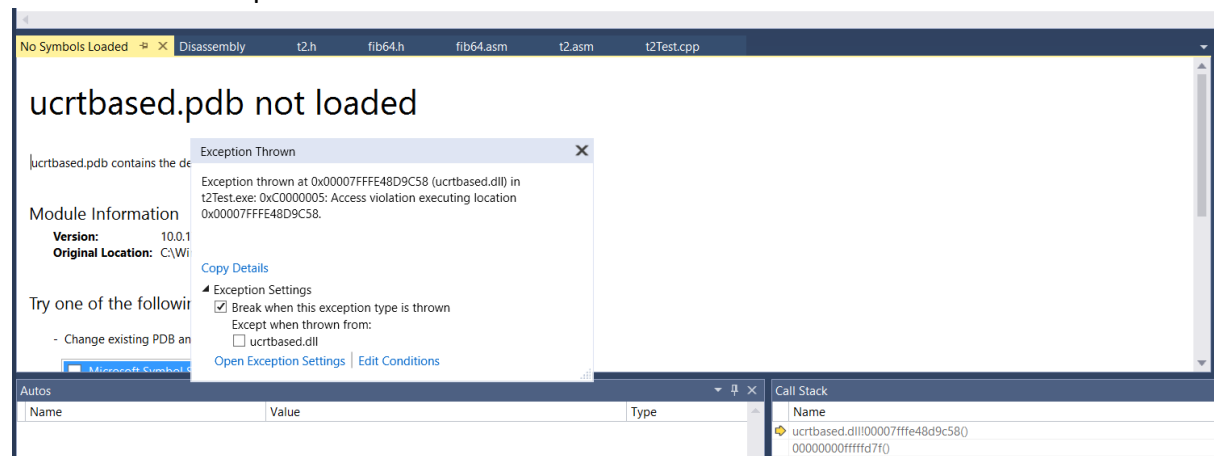 No Symbols Loaded Disassembly t2.h fib64.h fib64.asm t2.asm t2Test.cpp
ucrtbased.pdb not loaded
ucrtbased.pdb contains the de
Exception Thrown
Exception thrown at 0x00007FFFE48D9C58 (ucrtbased.dll) in
t2Test.exe: 0xC0000005: Access violation executing location
0x00007FFFE48D9C58.
Module Information
Version: 10.0.1
Original Location: C:\Wi
Copy Details
Exception Settings
Break when this exception type is thrown
Except when thrown from:
ucrtbased.dll
Open Exception Settings | Edit Conditions
Try one of the followin
- Change existing PDB an
Microsoft Symbol S
Autos
Name Value Type
Call Stack
Name
ucrtbased.dll!00007fffe48d9c58()
00000000fffffd7f()